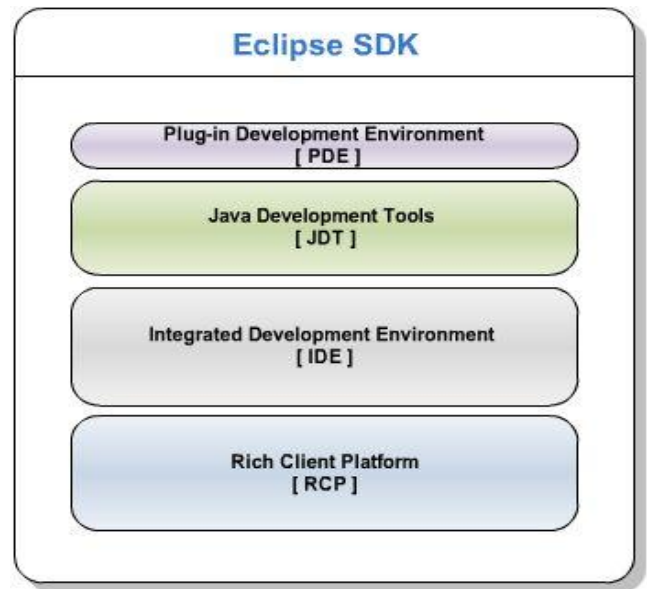 Eclipse SDK
Plug-in Development Environment
[ PDE ]
Java Development Tools
[ JDT ]
Integrated Development Environment
[ IDE ]
Rich Client Platform
[ RCP ]